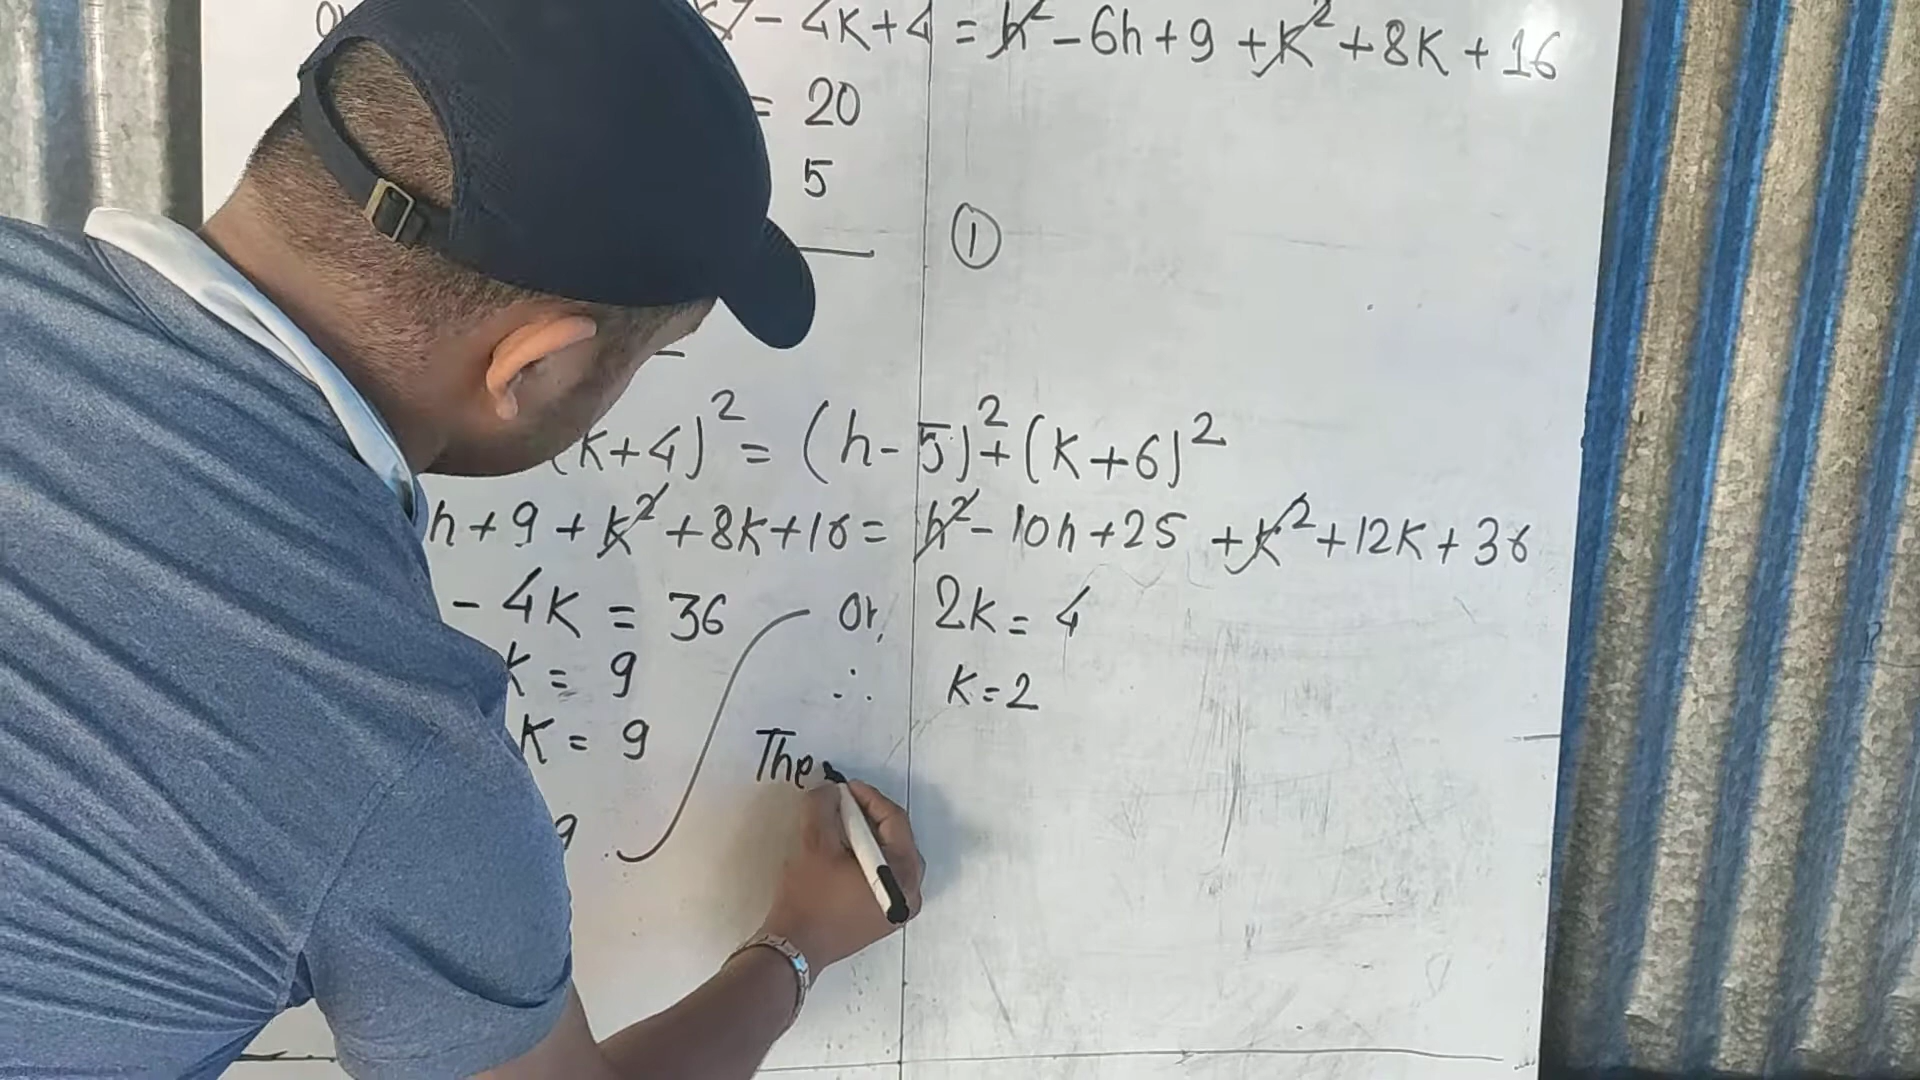 - 4K+4 = h² - 6h + 9 + K² + 8K + 16
= 20
5
①
(K+4)² = (h-5)² + (K+6)²
h + 9 + K² + 8K + 16 = h² - 10h + 25 + K² + 12K + 36
- 4K = 36 Or, 2K = 4
K = 9 ∴ K = 2
K = 9
The
9